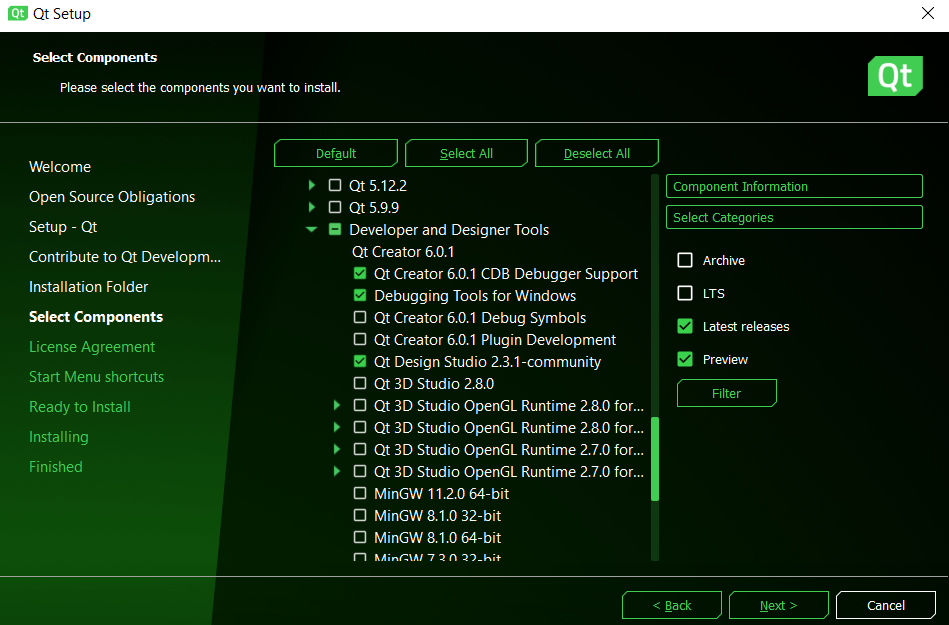 Qt Qt Setup
Select Components
Please select the components you want to install.
Qt
Welcome
Open Source Obligations
Setup - Qt
Contribute to Qt Developm...
Installation Folder
Select Components
License Agreement
Start Menu shortcuts
Ready to Install
Installing
Finished
Default
Select All
Deselect All
Qt 5.12.2
Qt 5.9.9
Developer and Designer Tools
Qt Creator 6.0.1
Qt Creator 6.0.1 CDB Debugger Support
Debugging Tools for Windows
Qt Creator 6.0.1 Debug Symbols
Qt Creator 6.0.1 Plugin Development
Qt Design Studio 2.3.1-community
Qt 3D Studio 2.8.0
Qt 3D Studio OpenGL Runtime 2.8.0 for...
Qt 3D Studio OpenGL Runtime 2.8.0 for...
Qt 3D Studio OpenGL Runtime 2.7.0 for...
Qt 3D Studio OpenGL Runtime 2.7.0 for...
MinGW 11.2.0 64-bit
MinGW 8.1.0 32-bit
MinGW 8.1.0 64-bit
MinGW 7.3.0 32-bit
Component Information
Select Categories
Archive
LTS
Latest releases
Preview
Filter
< Back
Next >
Cancel